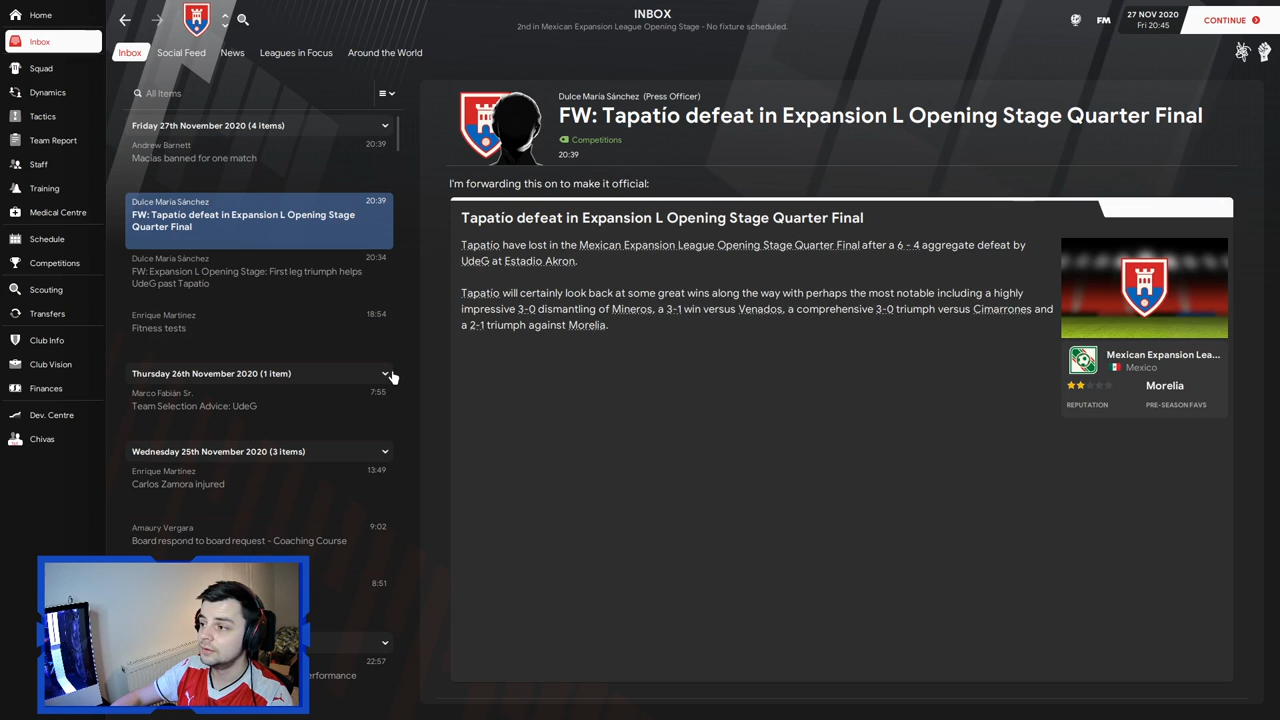 Home
Inbox
Squad
Dynamics
Tactics
Team Report
Staff
Training
Medical Centre
Schedule
Competitions
Scouting
Transfers
Club Info
Club Vision
Finances
Dev. Centre
Chivas
INBOX
2nd in Mexican Expansion League Opening Stage - No fixture scheduled.
FM
27 NOV 2020
Fri 20:45
CONTINUE
Inbox Social Feed News Leagues in Focus Around the World
All Items
Friday 27th November 2020 (4 items)
Andrew Barnett 20:39
Macías banned for one match
Dulce María Sánchez 20:39
FW: Tapatío defeat in Expansion L Opening Stage
Quarter Final
Dulce María Sánchez 20:34
FW: Expansion L Opening Stage: First leg triumph helps
UdeG past Tapatío
Enrique Martínez 18:54
Fitness tests
Thursday 26th November 2020 (1 item)
Marco Fabián Sr. 7:55
Team Selection Advice: UdeG
Wednesday 25th November 2020 (3 items)
Enrique Martínez 13:49
Carlos Zamora injured
Amaury Vergara 9:02
Board respond to board request - Coaching Course
8:51
22:57
erformance
Dulce María Sánchez (Press Officer)
FW: Tapatío defeat in Expansion L Opening Stage Quarter Final
Competitions
20:39
I'm forwarding this on to make it official:
Tapatío defeat in Expansion L Opening Stage Quarter Final
Tapatío have lost in the Mexican Expansion League Opening Stage Quarter Final after a 6 - 4 aggregate defeat by
UdeG at Estadio Akron.
Tapatío will certainly look back at some great wins along the way with perhaps the most notable including a highly
impressive 3-0 dismantling of Mineros, a 3-1 win versus Venados, a comprehensive 3-0 triumph versus Cimarrones and
a 2-1 triumph against Morelia.
Mexican Expansion Lea...
Mexico
Morelia
REPUTATION PRE-SEASON FAVS